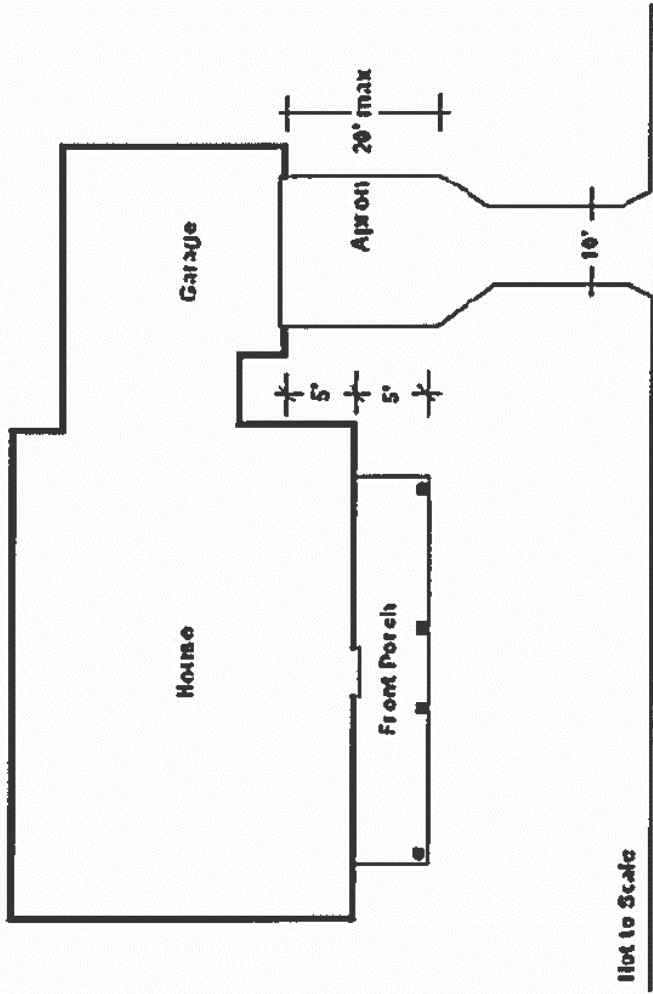 Home
Garage
Front Porch
Apron
5'
5'
20' max
10'
Not to Scale